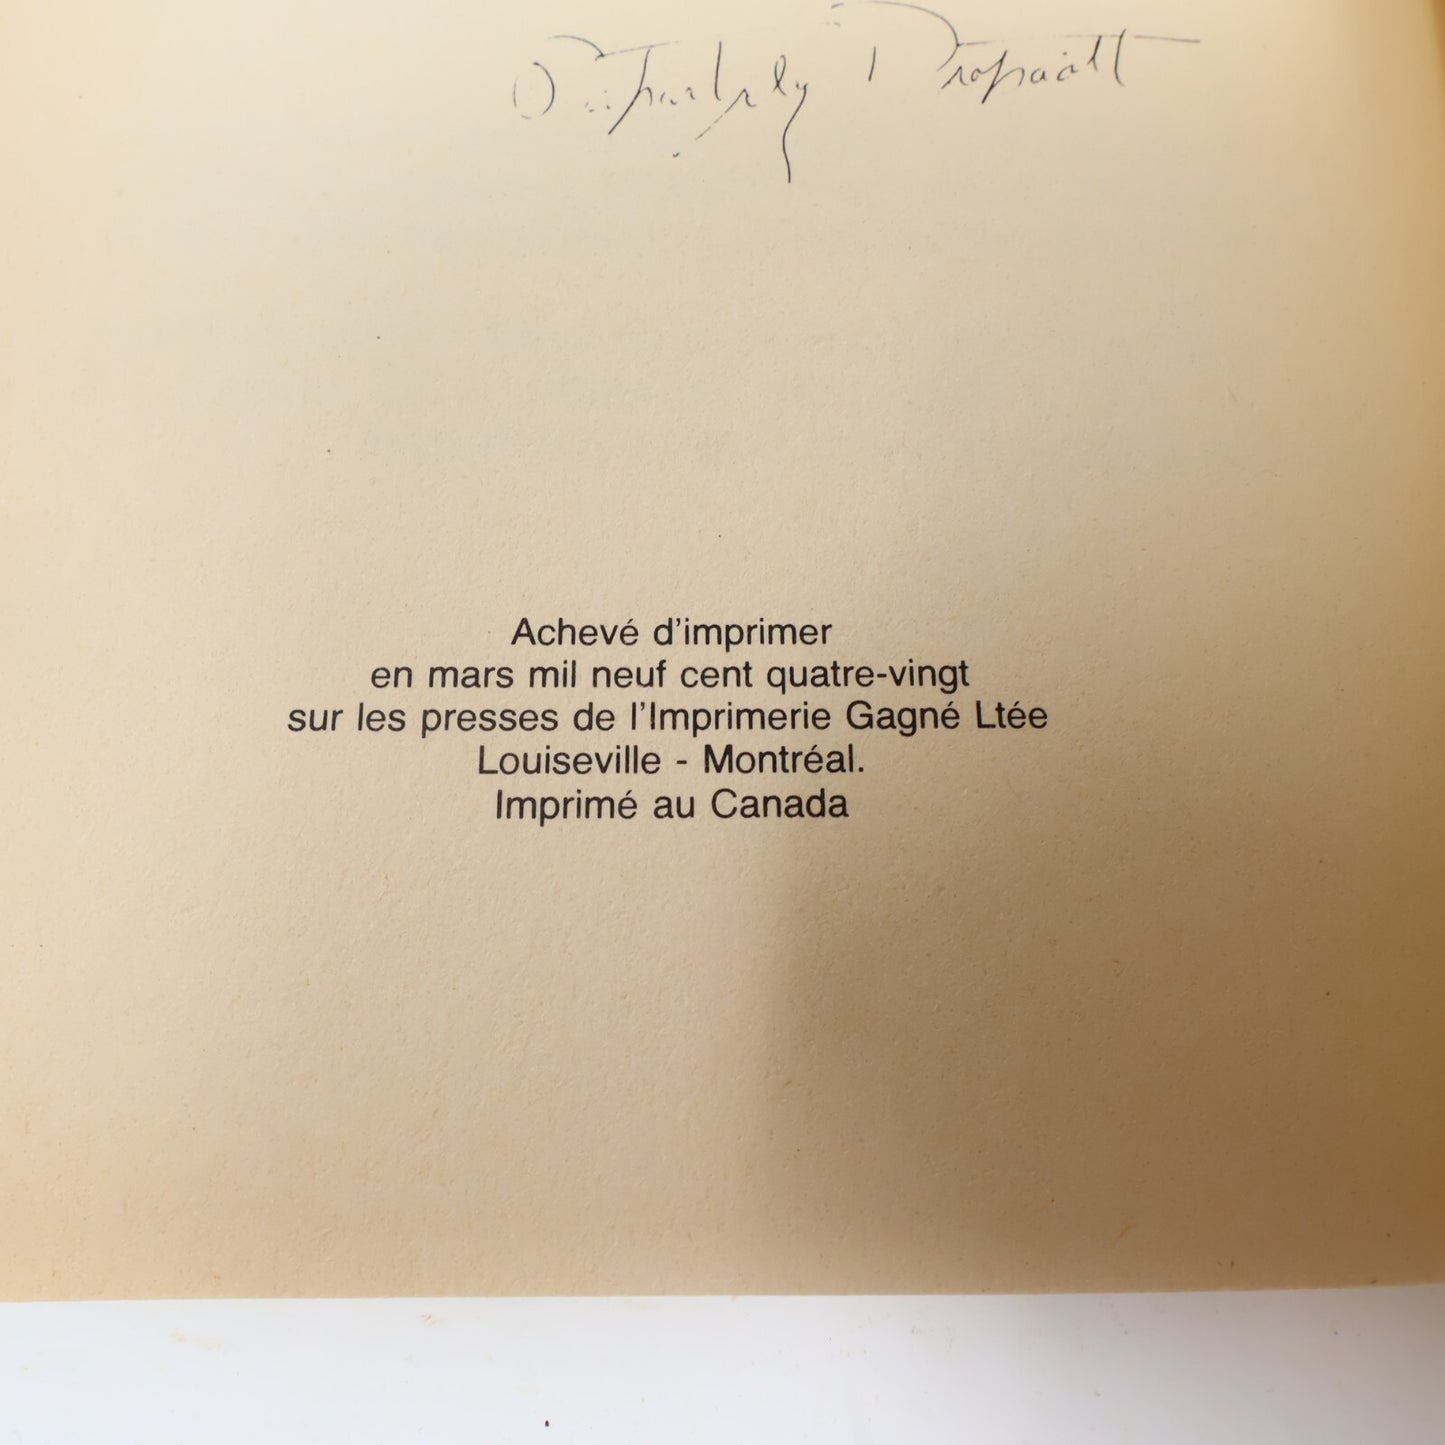 Achevé d'imprimer
en mars mil neuf cent quatre-vingt
sur les presses de l'Imprimerie Gagné Ltée
Louiseville - Montréal.
Imprimé au Canada